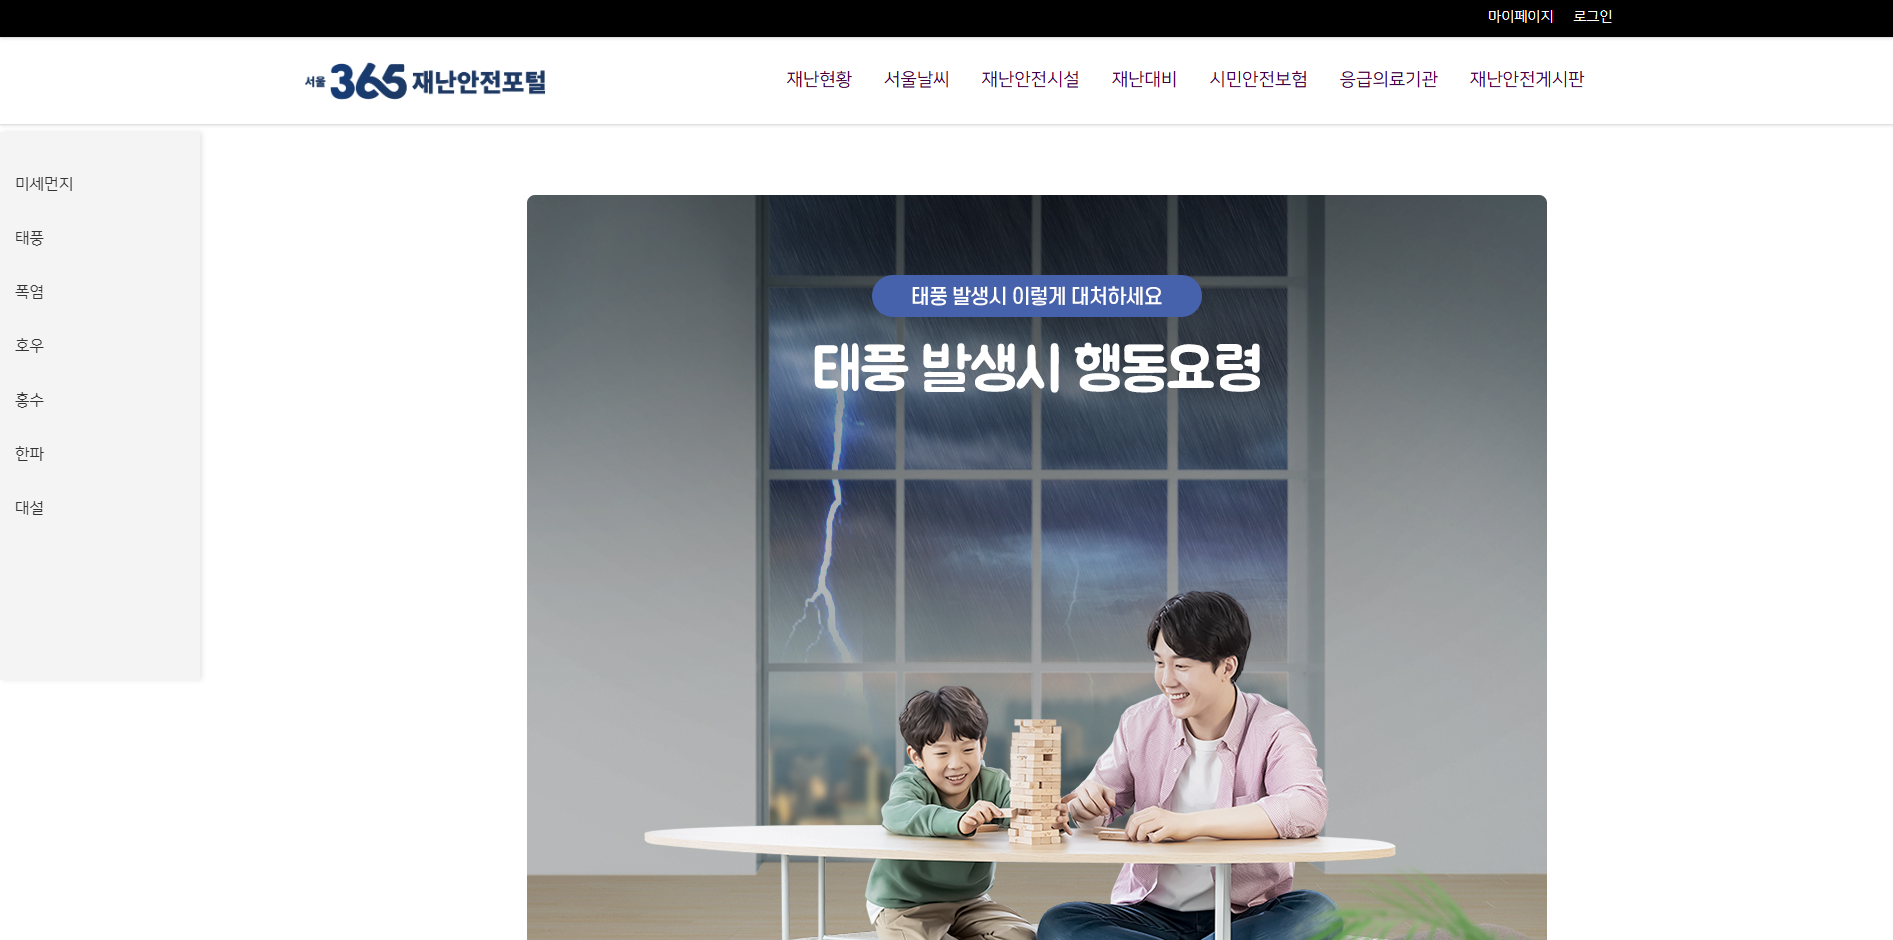 마이페이지 로그인
서울 365 재난안전포털
재난현황 서울날씨 재난안전시설 재난대비 시민안전보험 응급의료기관 재난안전게시판
미세먼지
태풍
폭염
호우
홍수
한파
대설
태풍 발생시 이렇게 대처하세요
태풍 발생시 행동요령